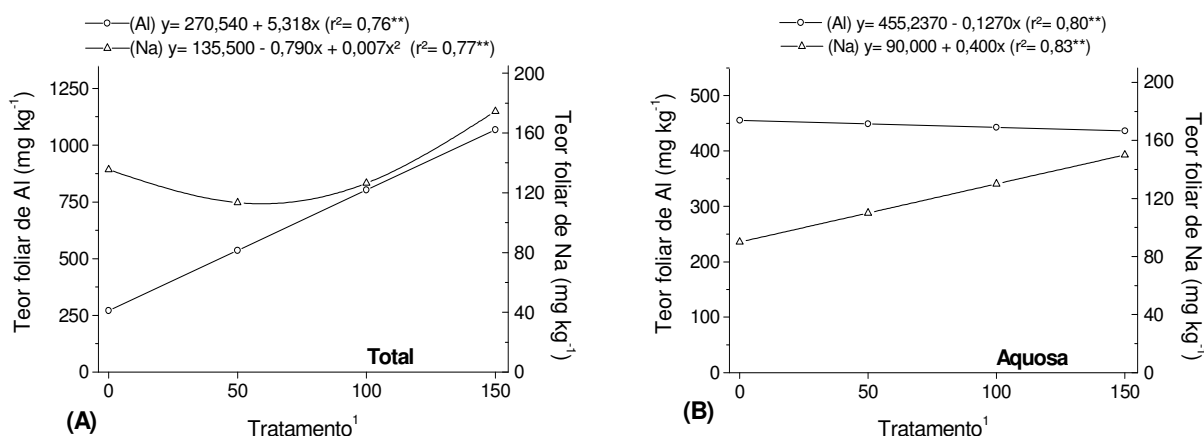 (Al) y= 270,540 + 5,318x ( r²= 0,76**)
(Na) y= 135,500 - 0,790x + 0,007x² ( r²= 0,77**)
1250
1000
750
500
250
0
Teor foliar de Al (mg kg⁻¹)
200
160
120
80
40
0
Teor foliar de Na (mg kg⁻¹)
Total
0 50 100 150
(A)
Tratamento¹
(Al) y= 455,2370 - 0,1270x ( r²= 0,80**)
(Na) y= 90,000 + 0,400x ( r²= 0,83**)
500
450
400
350
300
250
200
150
100
50
0
Teor foliar de Al (mg kg⁻¹)
200
160
120
80
40
0
Teor foliar de Na (mg kg⁻¹)
Aquosa
0 50 100 150
(B)
Tratamento¹